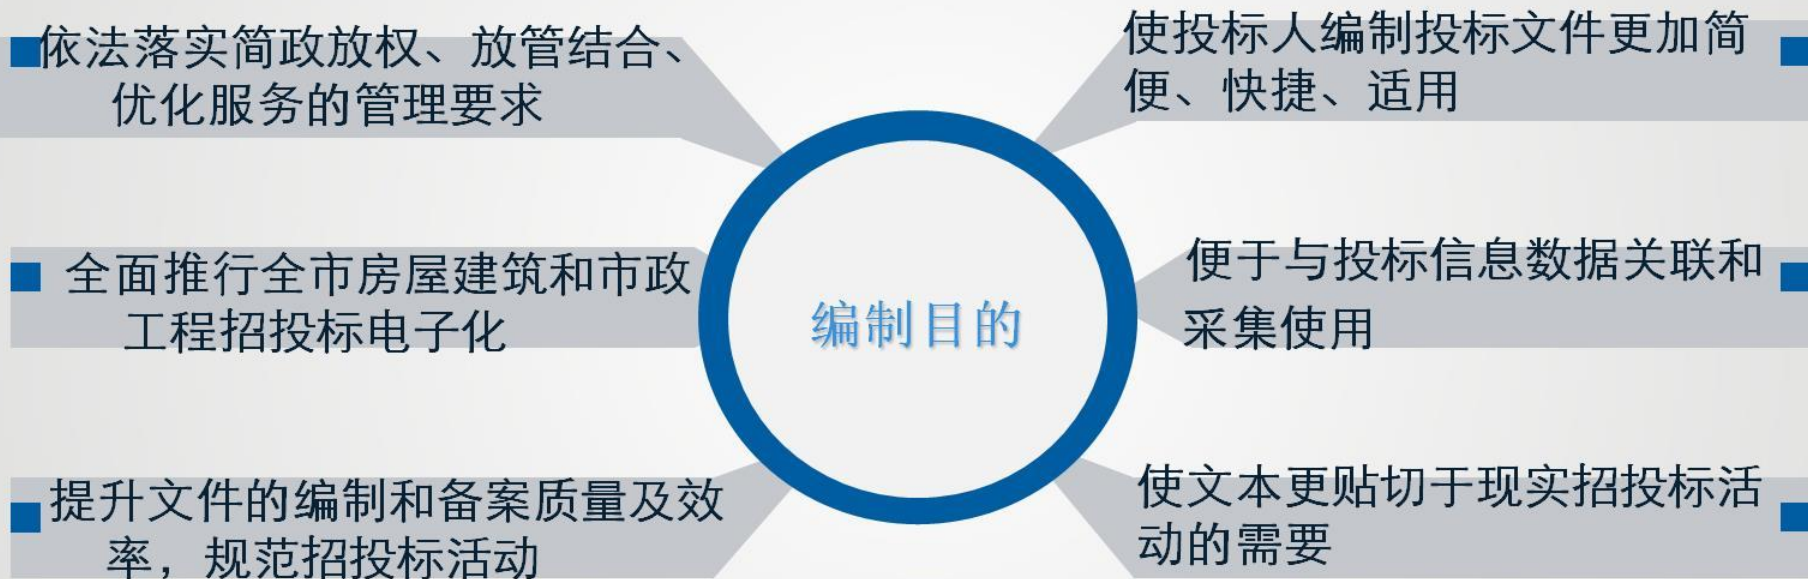 依法落实简政放权、放管结合、
优化服务的管理要求
全面推行全市房屋建筑和市政
工程招投标电子化
提升文件的编制和备案质量及效
率，规范招投标活动
编制目的
使投标人编制投标文件更加简
便、快捷、适用
便于与投标信息数据关联和
采集使用
使文本更贴切于现实招投标活
动的需要